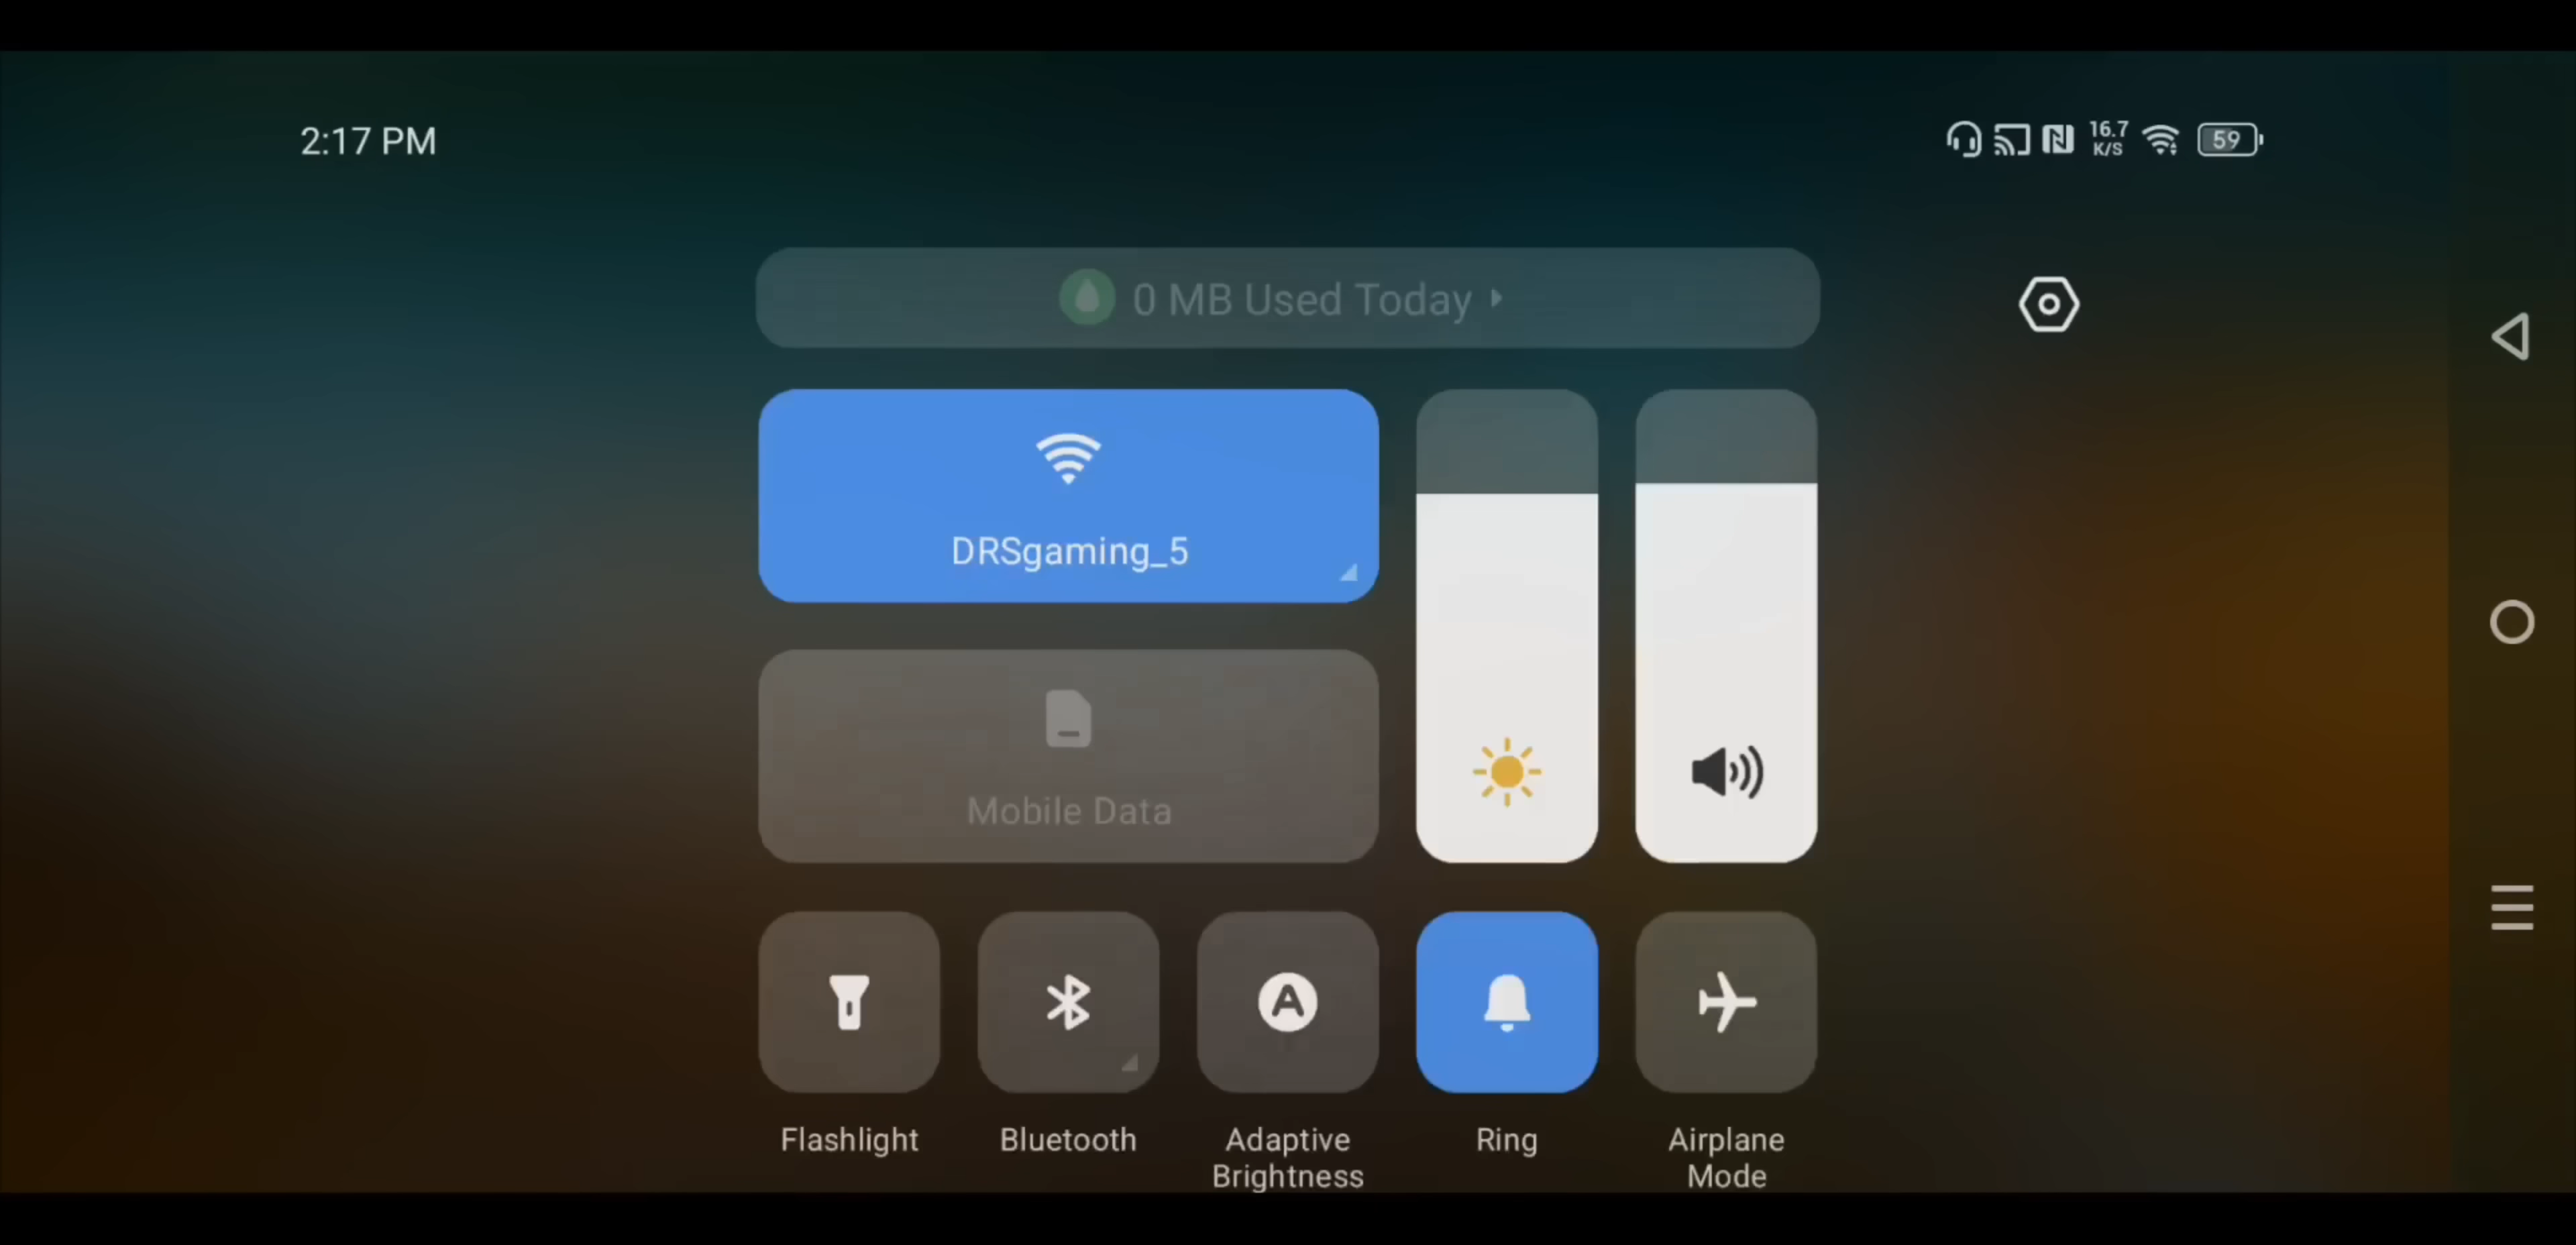 2:17 PM
16.7
K/S
59
0 MB Used Today
DRSgaming_5
Mobile Data
A
Flashlight
Bluetooth
Adaptive
Brightness
Ring
Airplane
Mode